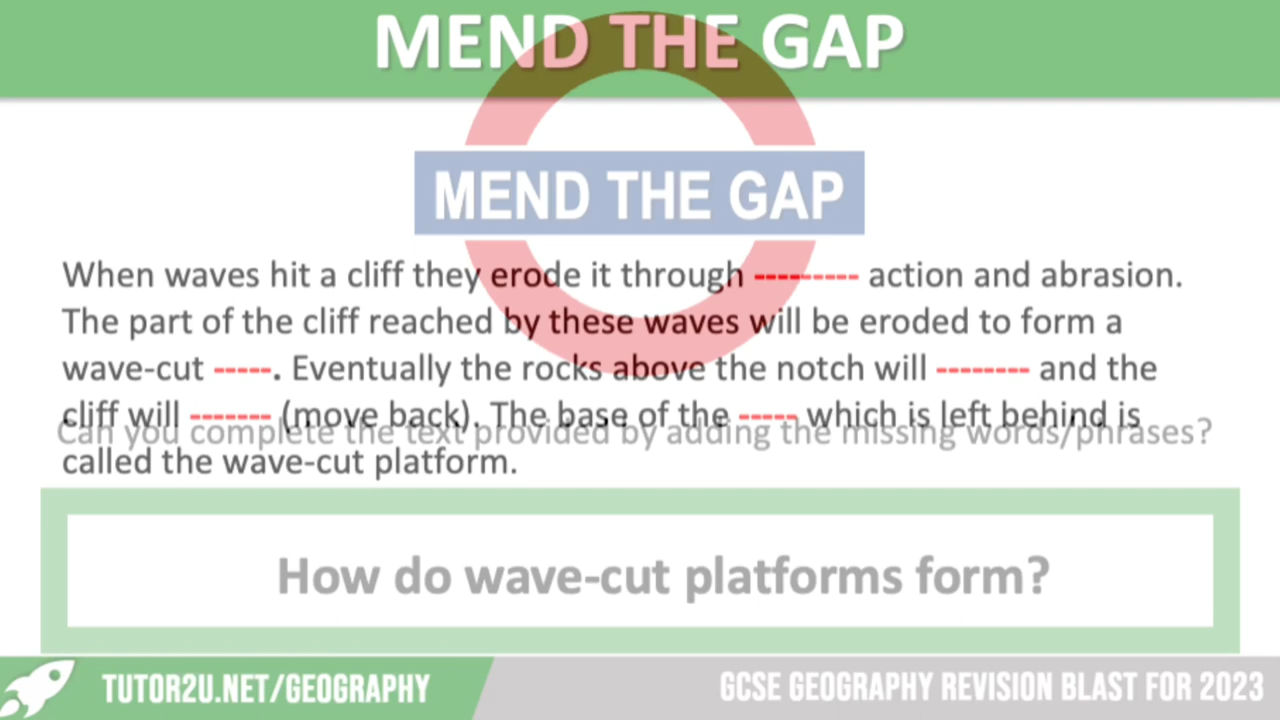 MEND THE GAP
MEND THE GAP
When waves hit a cliff they erode it through --------- action and abrasion.
The part of the cliff reached by these waves will be eroded to form a
wave-cut -----. Eventually the rocks above the notch will -------- and the
cliff will ------- (move back). The base of the ----- which is left behind is
Can you complete the text provided by adding the missing words/phrases?
called the wave-cut platform.
How do wave-cut platforms form?
TUTOR2U.NET/GEOGRAPHY
GCSE GEOGRAPHY REVISION BLAST FOR 2023